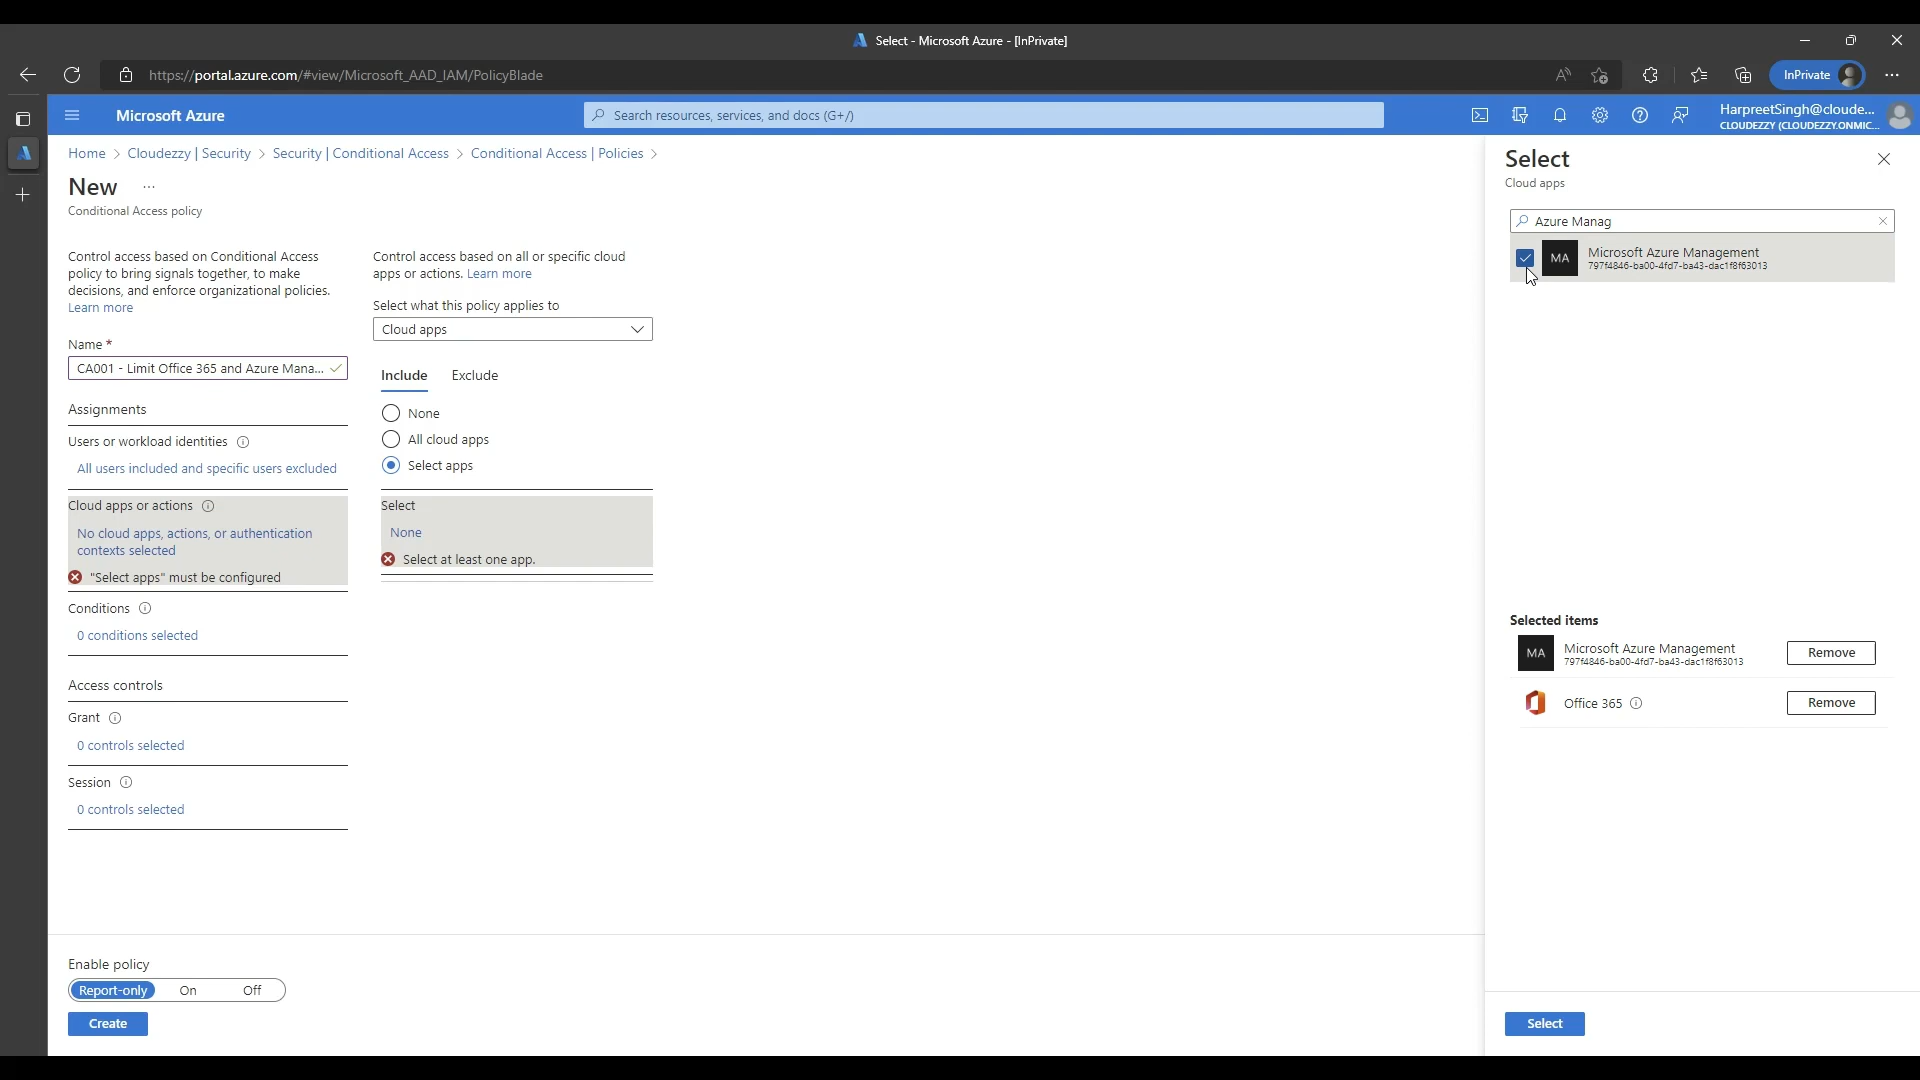 Select - Microsoft Azure - [InPrivate]
https://portal.azure.com/#view/Microsoft_AAD_IAM/PolicyBlade
InPrivate
Microsoft Azure
Search resources, services, and docs (G+/)
HarpreetSingh@cloude...
CLOUDEZZY (CLOUDEZZY.ONMIC...
Home > Cloudezzy | Security > Security | Conditional Access > Conditional Access | Policies >
New ...
Conditional Access policy
Control access based on Conditional Access
policy to bring signals together, to make
decisions, and enforce organizational policies.
Learn more
Name *
CA001 - Limit Office 365 and Azure Mana...
Assignments
Users or workload identities
All users included and specific users excluded
Cloud apps or actions
No cloud apps, actions, or authentication
contexts selected
"Select apps" must be configured
Conditions
0 conditions selected
Access controls
Grant
0 controls selected
Session
0 controls selected
Enable policy
Report-only On Off
Create
Control access based on all or specific cloud
apps or actions. Learn more
Select what this policy applies to
Cloud apps
Include Exclude
None
All cloud apps
Select apps
Select
None
Select at least one app.
Select
Cloud apps
Azure Manag
MA
Microsoft Azure Management
797f4846-ba00-4fd7-ba43-dac1f8f63013
Selected items
MA
Microsoft Azure Management
797f4846-ba00-4fd7-ba43-dac1f8f63013
Remove
Office 365
Remove
Select